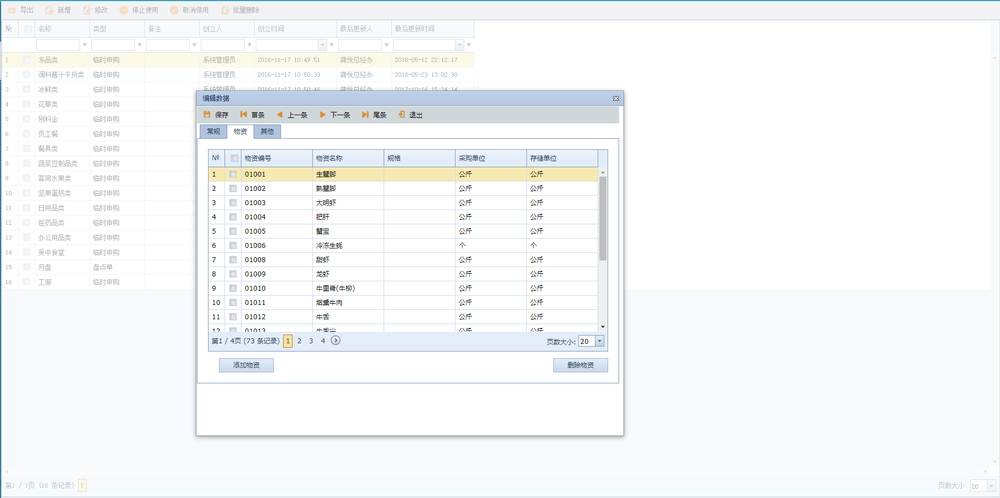 导出 新增 修改 停止使用 取消停用 批量删除
№ 名称 类型 备注 创立人 创立时间 最后更新人 最后更新时间
1 冻品类 临时申购 系统管理员 2016-11-17 10:49:51 龚悦总经办 2018-05-12 22:12:17
2 调料酱汁干货类 临时申购 系统管理员 2016-11-17 10:50:33 龚悦总经办 2018-05-23 13:02:38
3 冰鲜类 临时申购 系统管理员 2016-11-17 10:50:46 龚悦总经办 2017-10-16 15:24:14
4 花草类 临时申购
5 别料金 临时申购
6 员工餐 临时申购
7 餐具类 临时申购
8 蔬菜豆制品类 临时申购
9 客用水果类 临时申购
10 坚果蛋奶类 临时申购
11 日用品类 临时申购
12 医药品类 临时申购
13 办公用品类 临时申购
14 吴中食堂 临时申购
15 月盘 盘点单
16 工服 临时申购
编辑数据
保存 首条 上一条 下一条 尾条 退出
常规 物资 其他
№ 物资编号 物资名称 规格 采购单位 存储单位
1 01001 生蟹脚 公斤 公斤
2 01002 熟蟹脚 公斤 公斤
3 01003 大明虾 公斤 公斤
4 01004 肥肝 公斤 公斤
5 01005 蟹宝 公斤 公斤
6 01006 冷冻生蚝 个 个
7 01008 甜虾 公斤 公斤
8 01009 龙虾 公斤 公斤
9 01010 牛里脊(牛柳) 公斤 公斤
10 01011 烟熏牛肉 公斤 公斤
11 01012 牛舌 公斤 公斤
12 01013 牛舌尖 公斤 公斤
第1 / 4页 (73 条记录) 1 2 3 4 页数大小: 20
添加物资 删除物资
第1 / 1页 (16 条记录) 1 页数大小: 20